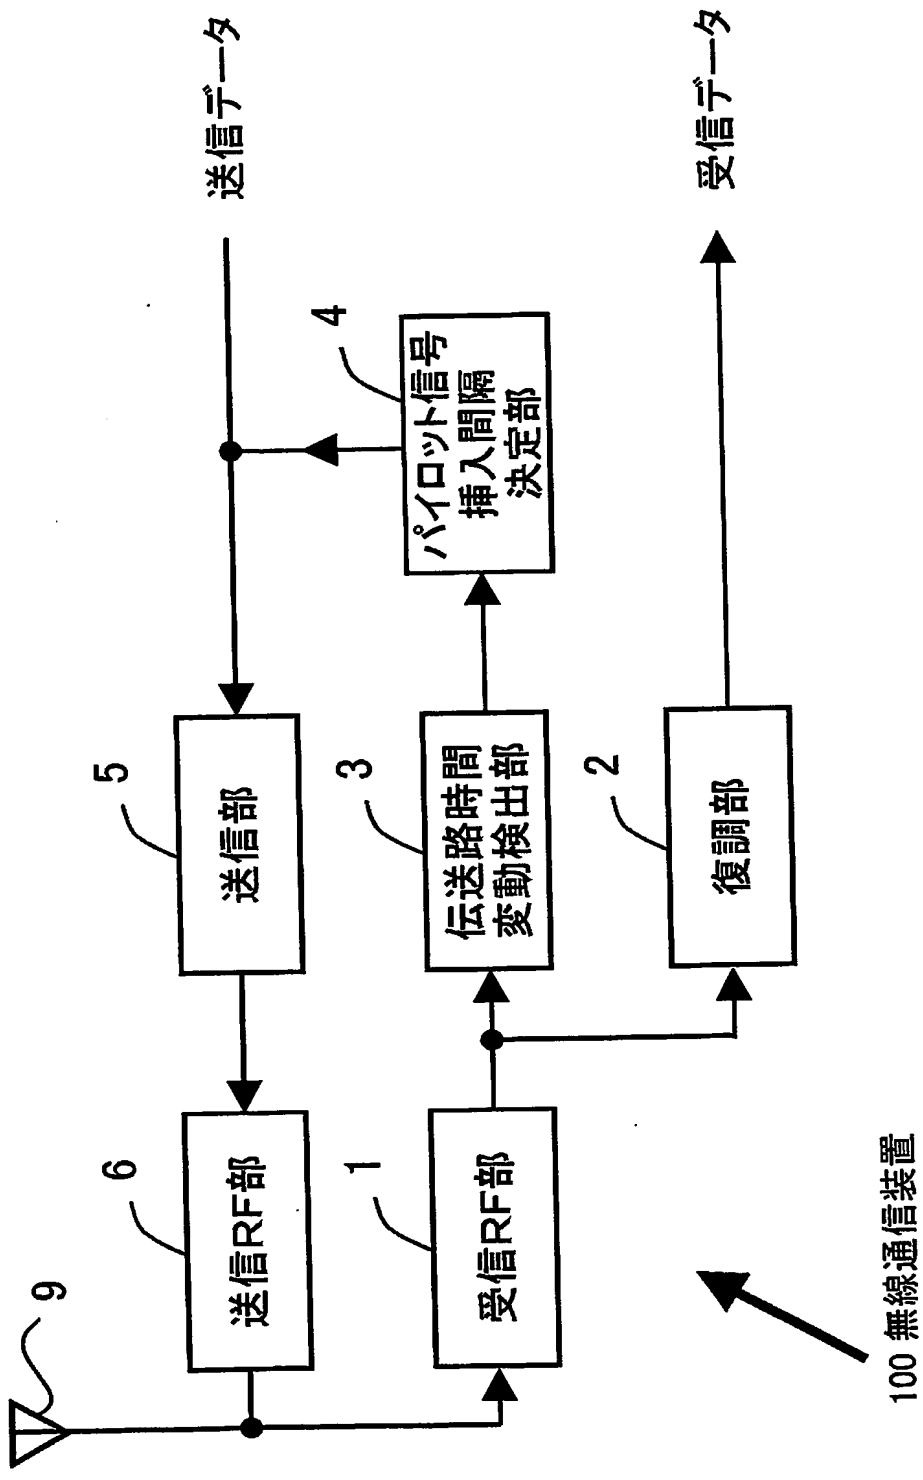 9
6
送信RF部
5
送信部
送信データ
1
受信RF部
3
伝送路時間
変動検出部
4
パイロット信号
挿入間隔
決定部
2
復調部
受信データ
100 無線通信装置